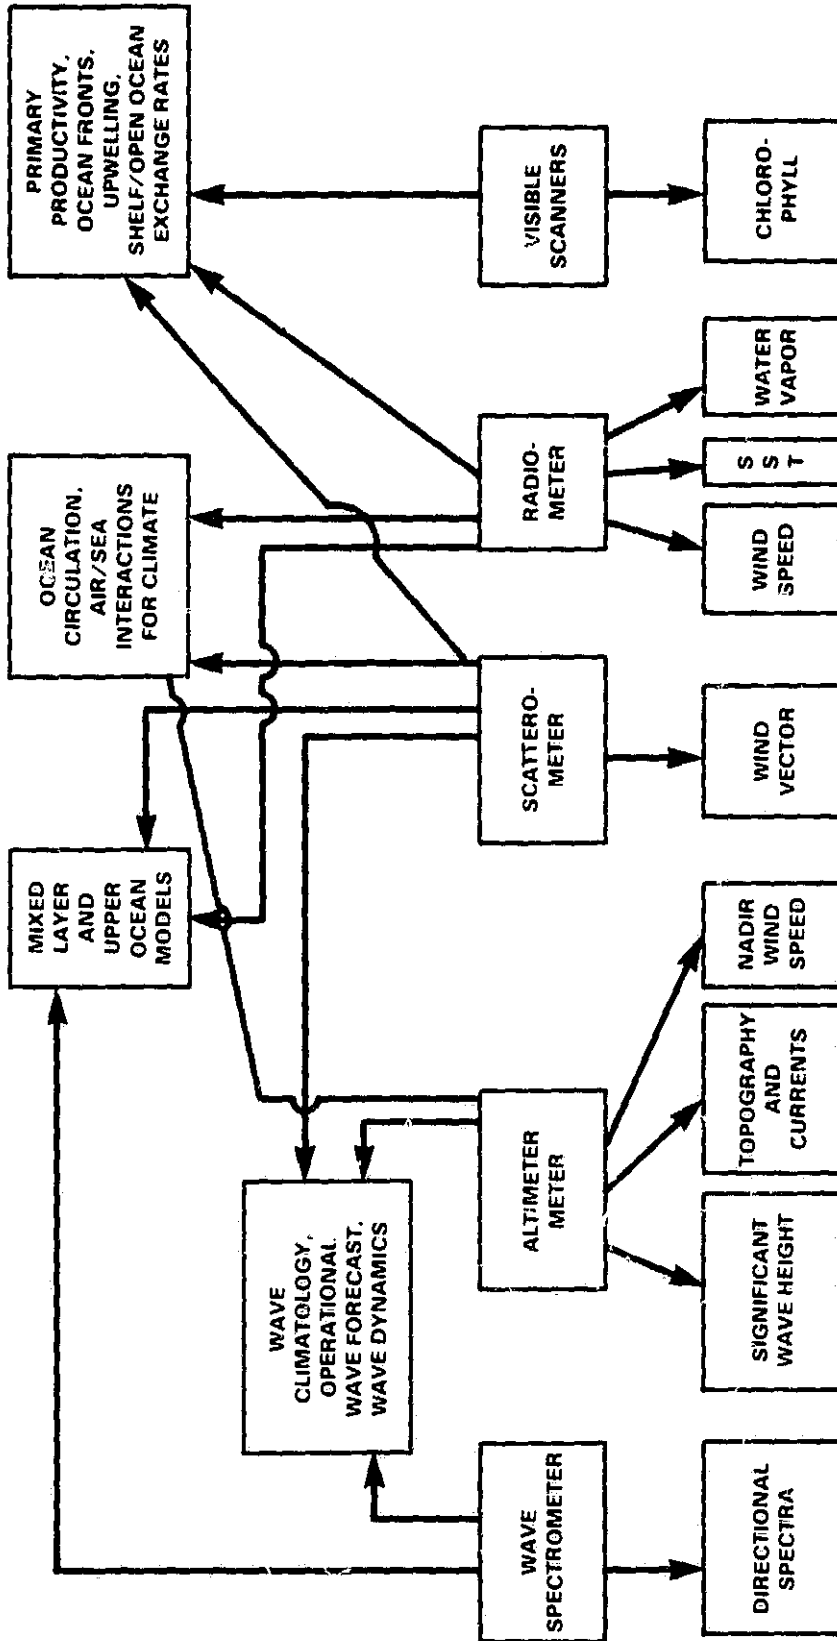 PRIMARY
PRODUCTIVITY,
OCEAN FRONTS,
UPWELLING,
SHELF/OPEN OCEAN
EXCHANGE RATES
OCEAN
CIRCULATION,
AIR/SEA
INTERACTIONS
FOR CLIMATE
MIXED
LAYER
AND
UPPER
OCEAN
MODELS
WAVE
CLIMATOLOGY,
OPERATIONAL
WAVE FORECAST,
WAVE DYNAMICS
VISIBLE
SCANNERS
RADIO-
METER
SCATTERO-
METER
ALTIMETER
METER
WAVE
SPECTROMETER
CHLORO-
PHYLL
WATER
VAPOR
S
S
T
WIND
SPEED
WIND
VECTOR
NADIR
WIND
SPEED
TOPOGRAPHY
AND
CURRENTS
SIGNIFICANT
WAVE HEIGHT
DIRECTIONAL
SPECTRA